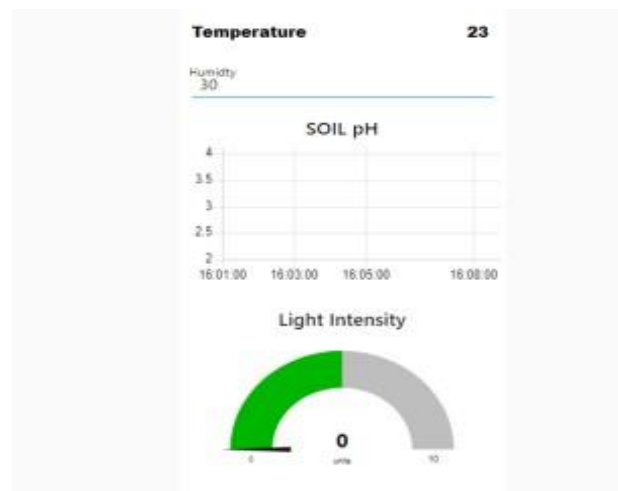 Temperature 23
Humidty
30
SOIL pH
4
3.5
3
2.5
2
16:01:00 16:03:00 16:05:00 16:08:00
Light Intensity
0
0 units 10